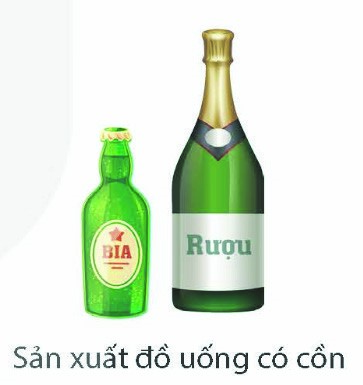 BIA
Rượu
Sản xuất đồ uống có cồn